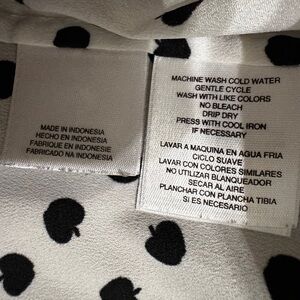 MADE IN INDONESIA
HECHO EN INDONESIA
FABRIQUE EN INDONESIE
FABRICADO NA INDONESIA
MACHINE WASH COLD WATER
GENTLE CYCLE
WASH WITH LIKE COLORS
NO BLEACH
DRIP DRY
PRESS WITH COOL IRON
IF NECESSARY
LAVAR A MAQUINA EN AGUA FRIA
CICLO SUAVE
LAVAR CON COLORES SIMILARES
NO UTILIZAR BLANQUEADOR
SECAR AL AIRE
PLANCHAR CON PLANCHA TIBIA
SI ES NECESARIO